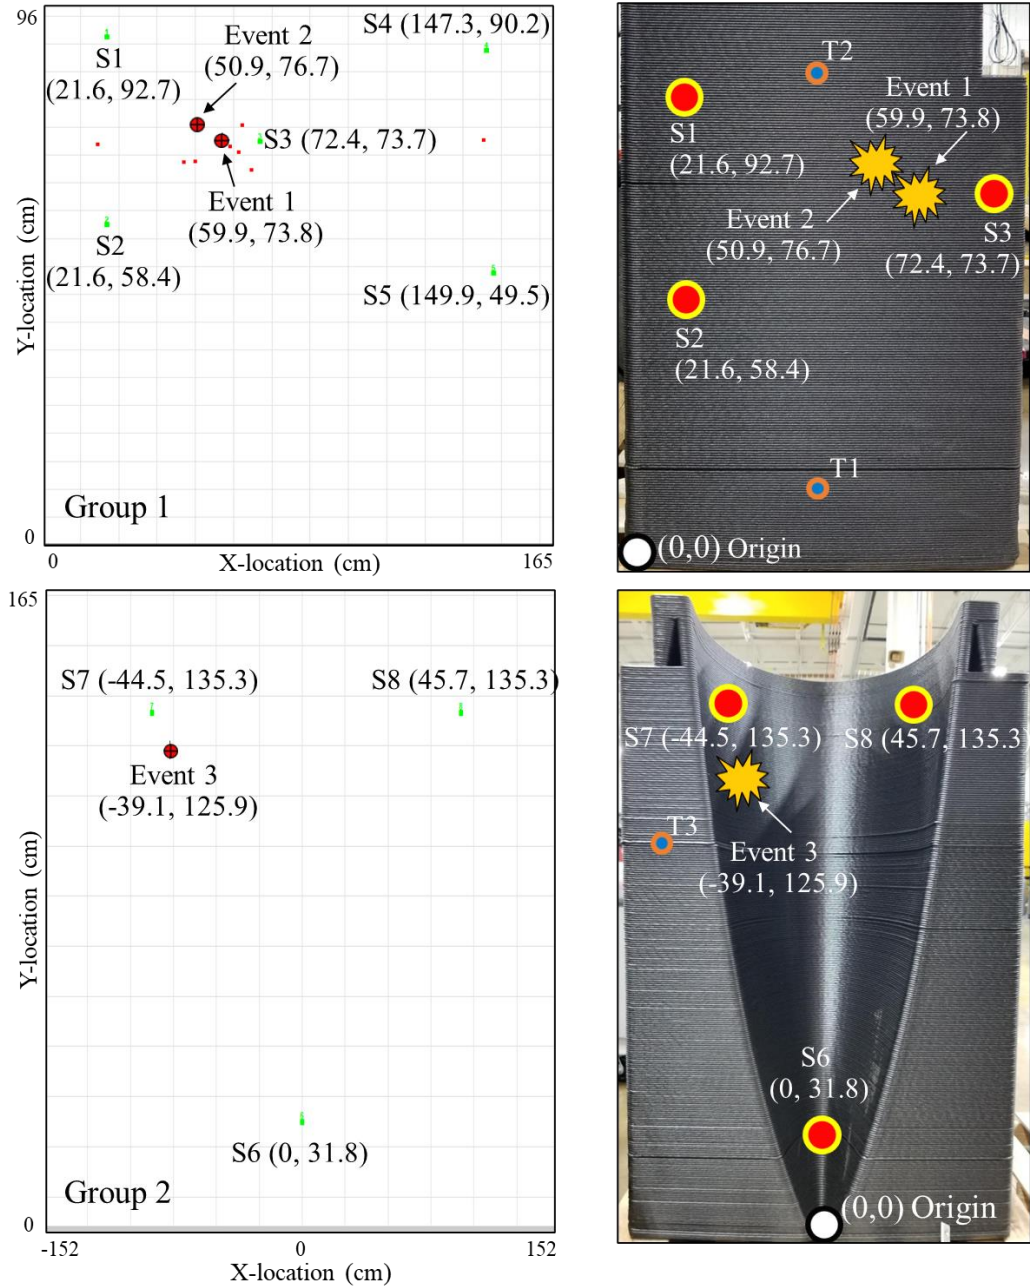 96
S4 (147.3, 90.2)
Event 2
(50.9, 76.7)
S1
(21.6, 92.7)
S3 (72.4, 73.7)
Event 1
(59.9, 73.8)
S2
(21.6, 58.4)
S5 (149.9, 49.5)
Y-location (cm)
Group 1
0
0
165
X-location (cm)
T2
Event 1
(59.9, 73.8)
S1
(21.6, 92.7)
Event 2
(50.9, 76.7)
S3
(72.4, 73.7)
S2
(21.6, 58.4)
T1
(0,0) Origin
165
S7 (-44.5, 135.3)
S8 (45.7, 135.3)
Event 3
(-39.1, 125.9)
Y-location (cm)
S6 (0, 31.8)
Group 2
0
-152
0
152
X-location (cm)
S7 (-44.5, 135.3)
S8 (45.7, 135.3)
T3
Event 3
(-39.1, 125.9)
S6
(0, 31.8)
(0,0) Origin